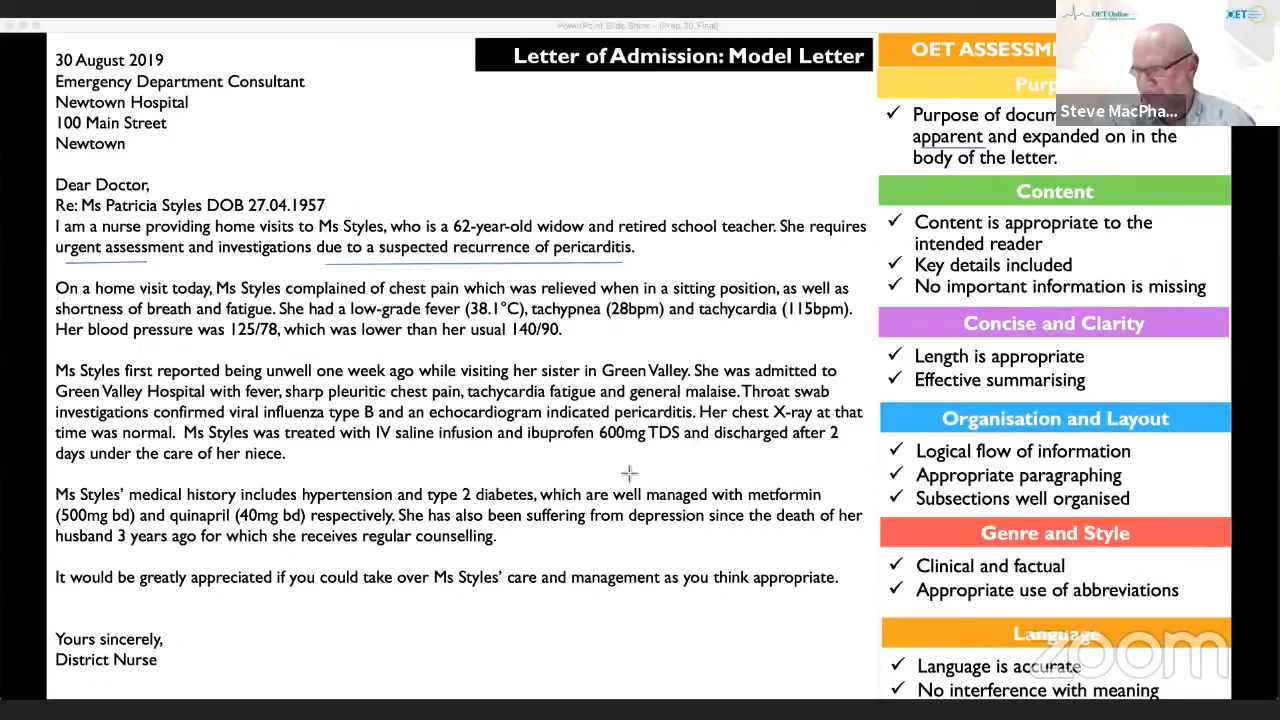 PowerPoint Slide Show - [Prep 30_Final]
OET Online
OET
Letter of Admission: Model Letter
30 August 2019
Emergency Department Consultant
Newtown Hospital
100 Main Street
Newtown
Dear Doctor,
Re: Ms Patricia Styles DOB 27.04.1957
I am a nurse providing home visits to Ms Styles, who is a 62-year-old widow and retired school teacher. She requires
urgent assessment and investigations due to a suspected recurrence of pericarditis.
On a home visit today, Ms Styles complained of chest pain which was relieved when in a sitting position, as well as
shortness of breath and fatigue. She had a low-grade fever (38.1°C), tachypnea (28bpm) and tachycardia (115bpm).
Her blood pressure was 125/78, which was lower than her usual 140/90.
Ms Styles first reported being unwell one week ago while visiting her sister in Green Valley. She was admitted to
Green Valley Hospital with fever, sharp pleuritic chest pain, tachycardia fatigue and general malaise. Throat swab
investigations confirmed viral influenza type B and an echocardiogram indicated pericarditis. Her chest X-ray at that
time was normal. Ms Styles was treated with IV saline infusion and ibuprofen 600mg TDS and discharged after 2
days under the care of her niece.
Ms Styles’ medical history includes hypertension and type 2 diabetes, which are well managed with metformin
(500mg bd) and quinapril (40mg bd) respectively. She has also been suffering from depression since the death of her
husband 3 years ago for which she receives regular counselling.
It would be greatly appreciated if you could take over Ms Styles’ care and management as you think appropriate.
Yours sincerely,
District Nurse
OET ASSESSM
Purp
✓ Purpose of docum
apparent and expanded on in the
body of the letter.
Content
✓ Content is appropriate to the
intended reader
✓ Key details included
✓ No important information is missing
Concise and Clarity
✓ Length is appropriate
✓ Effective summarising
Organisation and Layout
✓ Logical flow of information
✓ Appropriate paragraphing
✓ Subsections well organised
Genre and Style
✓ Clinical and factual
✓ Appropriate use of abbreviations
Language
✓ Language is accurate
✓ No interference with meaning
Steve MacPha...
zoom